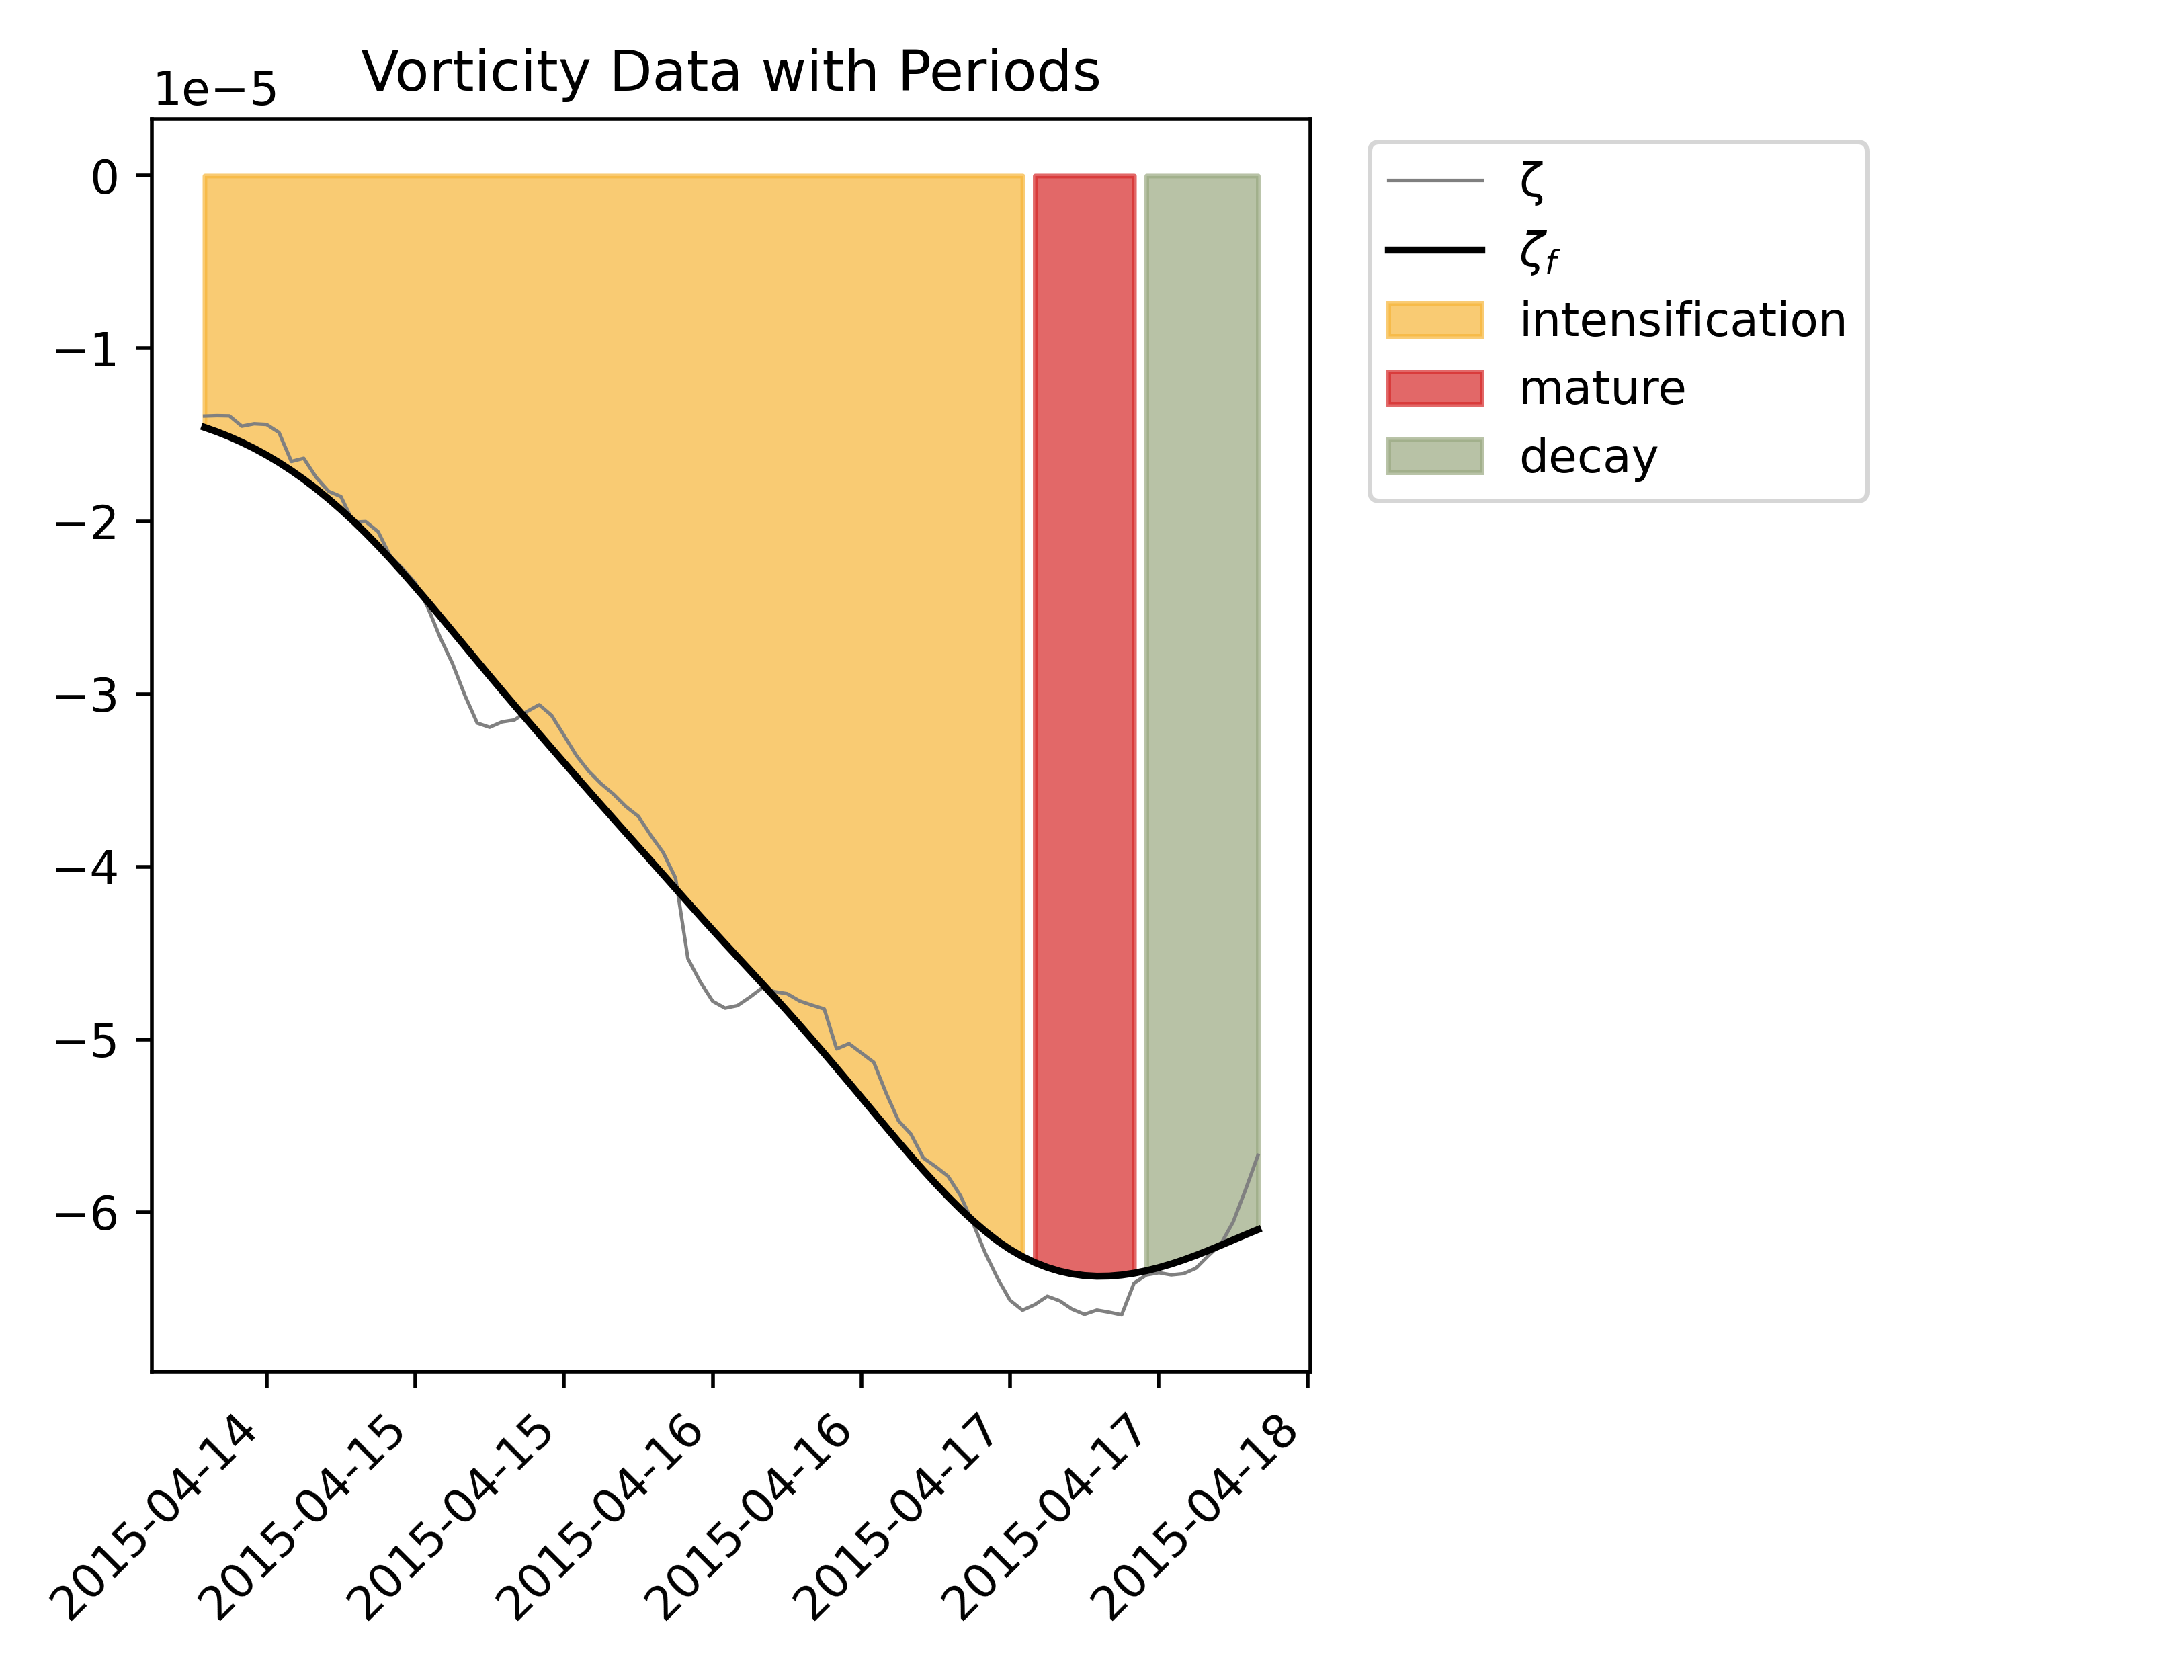 Vorticity Data with Periods
1e−5
0
−1
−2
−3
−4
−5
−6
2015-04-14
2015-04-15
2015-04-15
2015-04-16
2015-04-16
2015-04-17
2015-04-17
2015-04-18
ζ
ζf
intensification
mature
decay